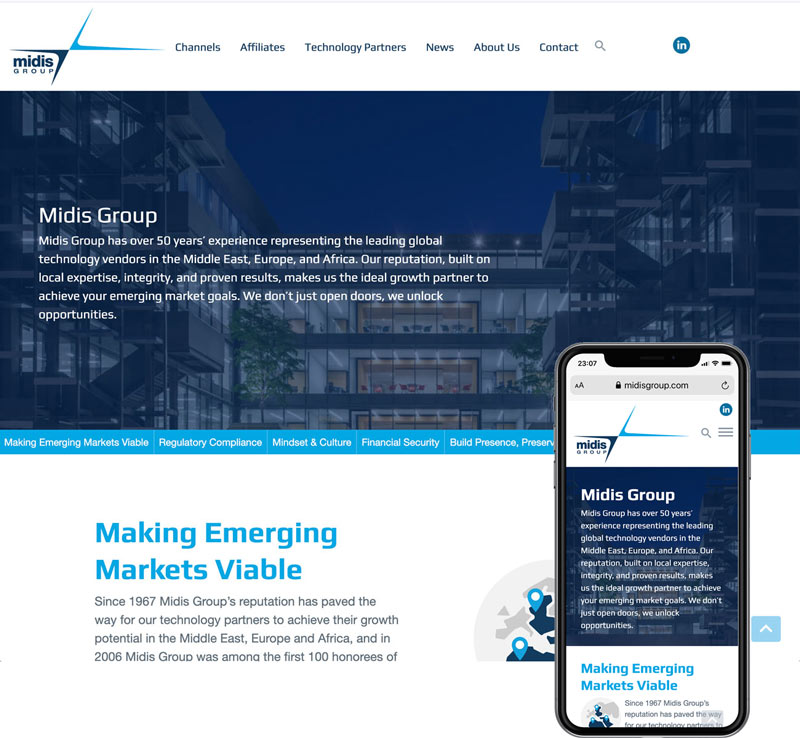 midis
GROUP
Channels Affiliates Technology Partners News About Us Contact
in
Midis Group
Midis Group has over 50 years’ experience representing the leading global
technology vendors in the Middle East, Europe, and Africa. Our reputation, built on
local expertise, integrity, and proven results, makes us the ideal growth partner to
achieve your emerging market goals. We don’t just open doors, we unlock
opportunities.
Making Emerging Markets Viable Regulatory Compliance Mindset & Culture Financial Security Build Presence, Preserv
Making Emerging
Markets Viable
Since 1967 Midis Group’s reputation has paved the
way for our technology partners to achieve their growth
potential in the Middle East, Europe and Africa, and in
2006 Midis Group was among the first 100 honorees of
23:07
AA midisgroup.com
in
midis
GROUP
Midis Group
Midis Group has over 50 years’
experience representing the leading
global technology vendors in the
Middle East, Europe, and Africa. Our
reputation, built on local expertise,
integrity, and proven results, makes
us the ideal growth partner to achieve
your emerging market goals. We don’t
just open doors, we unlock
opportunities.
Making Emerging
Markets Viable
Since 1967 Midis Group’s
reputation has paved the way
for our technology partners to